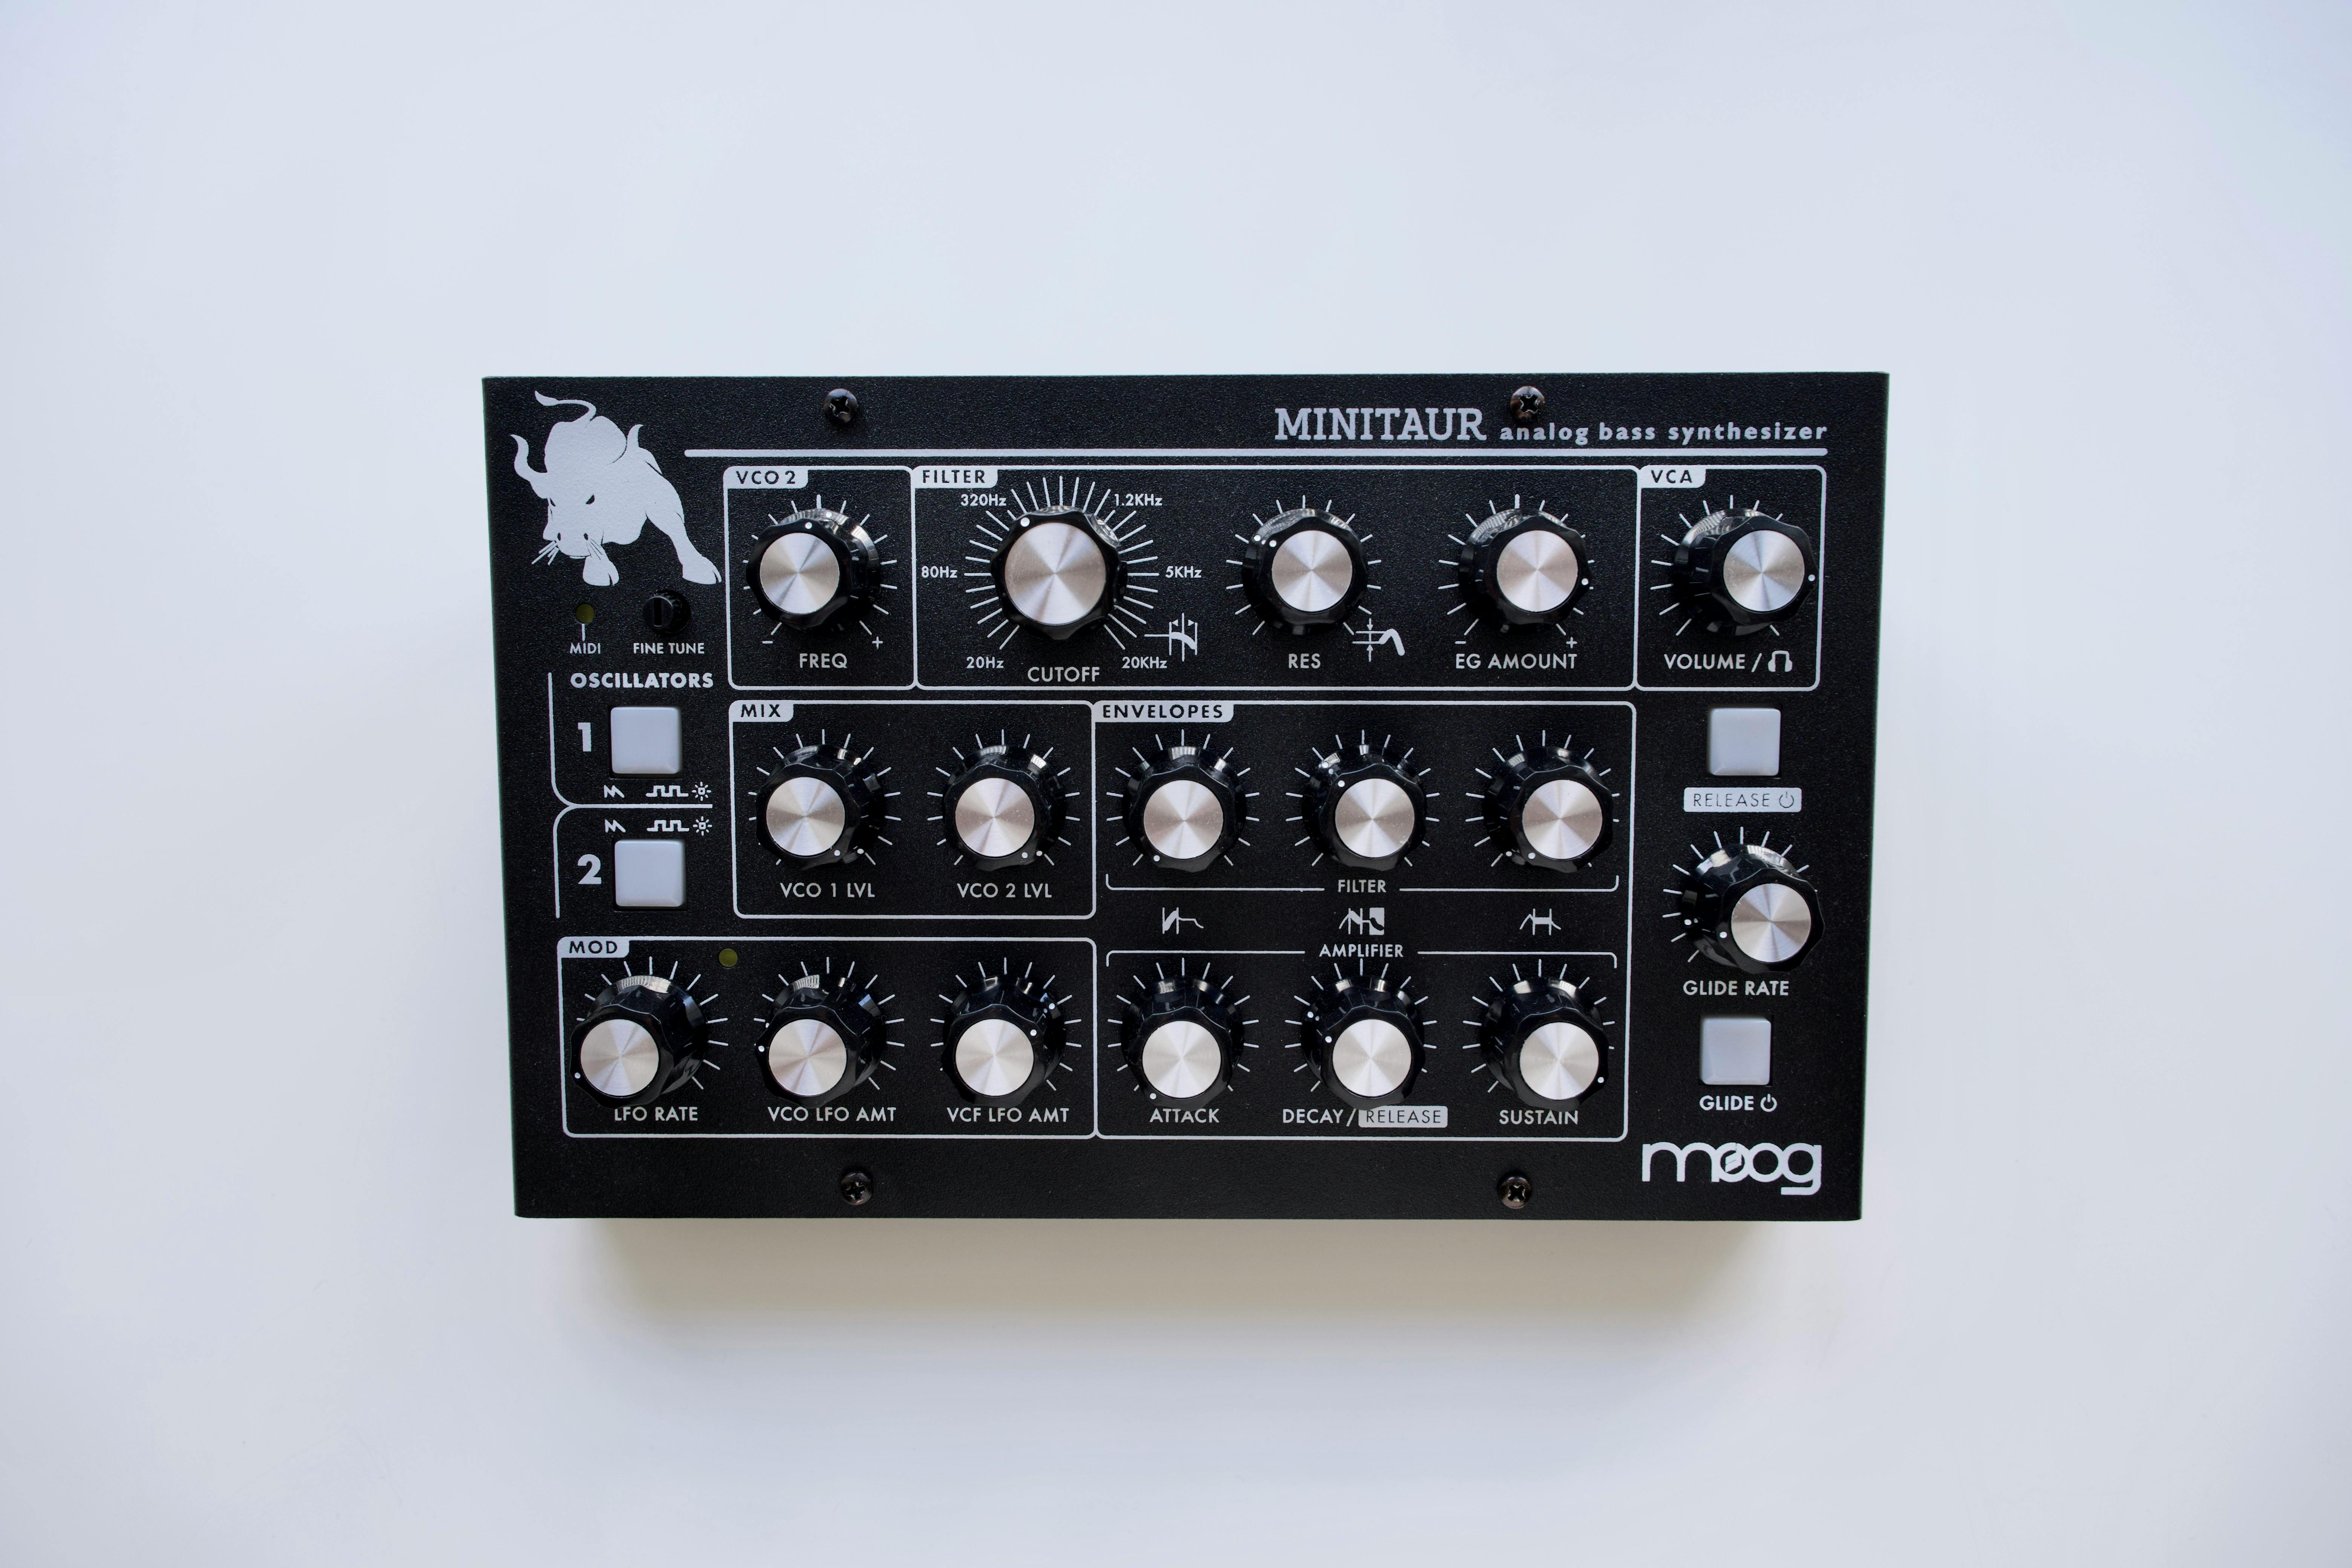 MINITAUR analog bass synthesizer
VCO 2
FILTER
VCA
320Hz
1.2KHz
80Hz
5KHz
20Hz
20KHz
FREQ
CUTOFF
RES
EG AMOUNT
VOLUME /
- +
- +
MIDI
FINE TUNE
OSCILLATORS
1
2
MIX
VCO 1 LVL
VCO 2 LVL
ENVELOPES
FILTER
AMPLIFIER
ATTACK
DECAY / RELEASE
SUSTAIN
RELEASE
GLIDE RATE
GLIDE
MOD
LFO RATE
VCO LFO AMT
VCF LFO AMT
moog